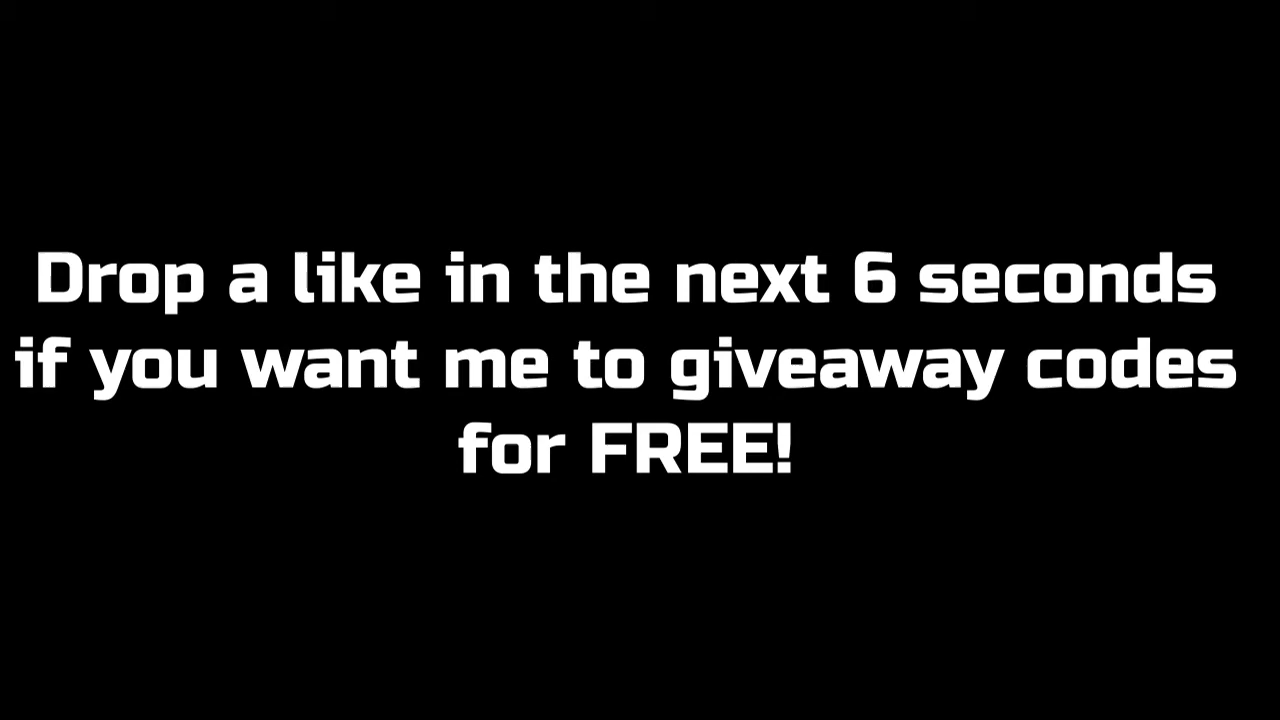 Drop a like in the next 6 seconds
if you want me to giveaway codes
for FREE!